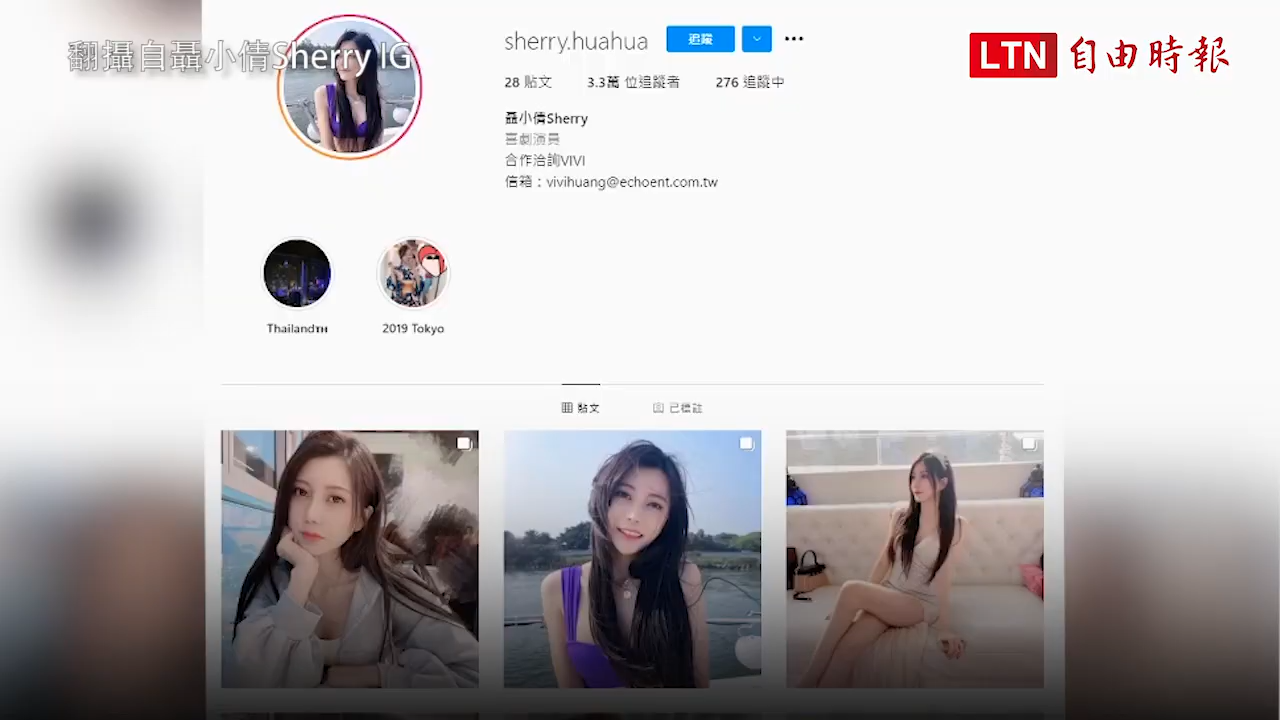 翻攝自聶小倩Sherry IG
LTN 自由時報
sherry.huahua 追蹤
28 貼文 3.3萬 位追蹤者 276 追蹤中
聶小倩Sherry
喜劇演員
合作洽詢VIVI
信箱：vivihuang@echoent.com.tw
ThailandTH 2019 Tokyo
貼文 已標註